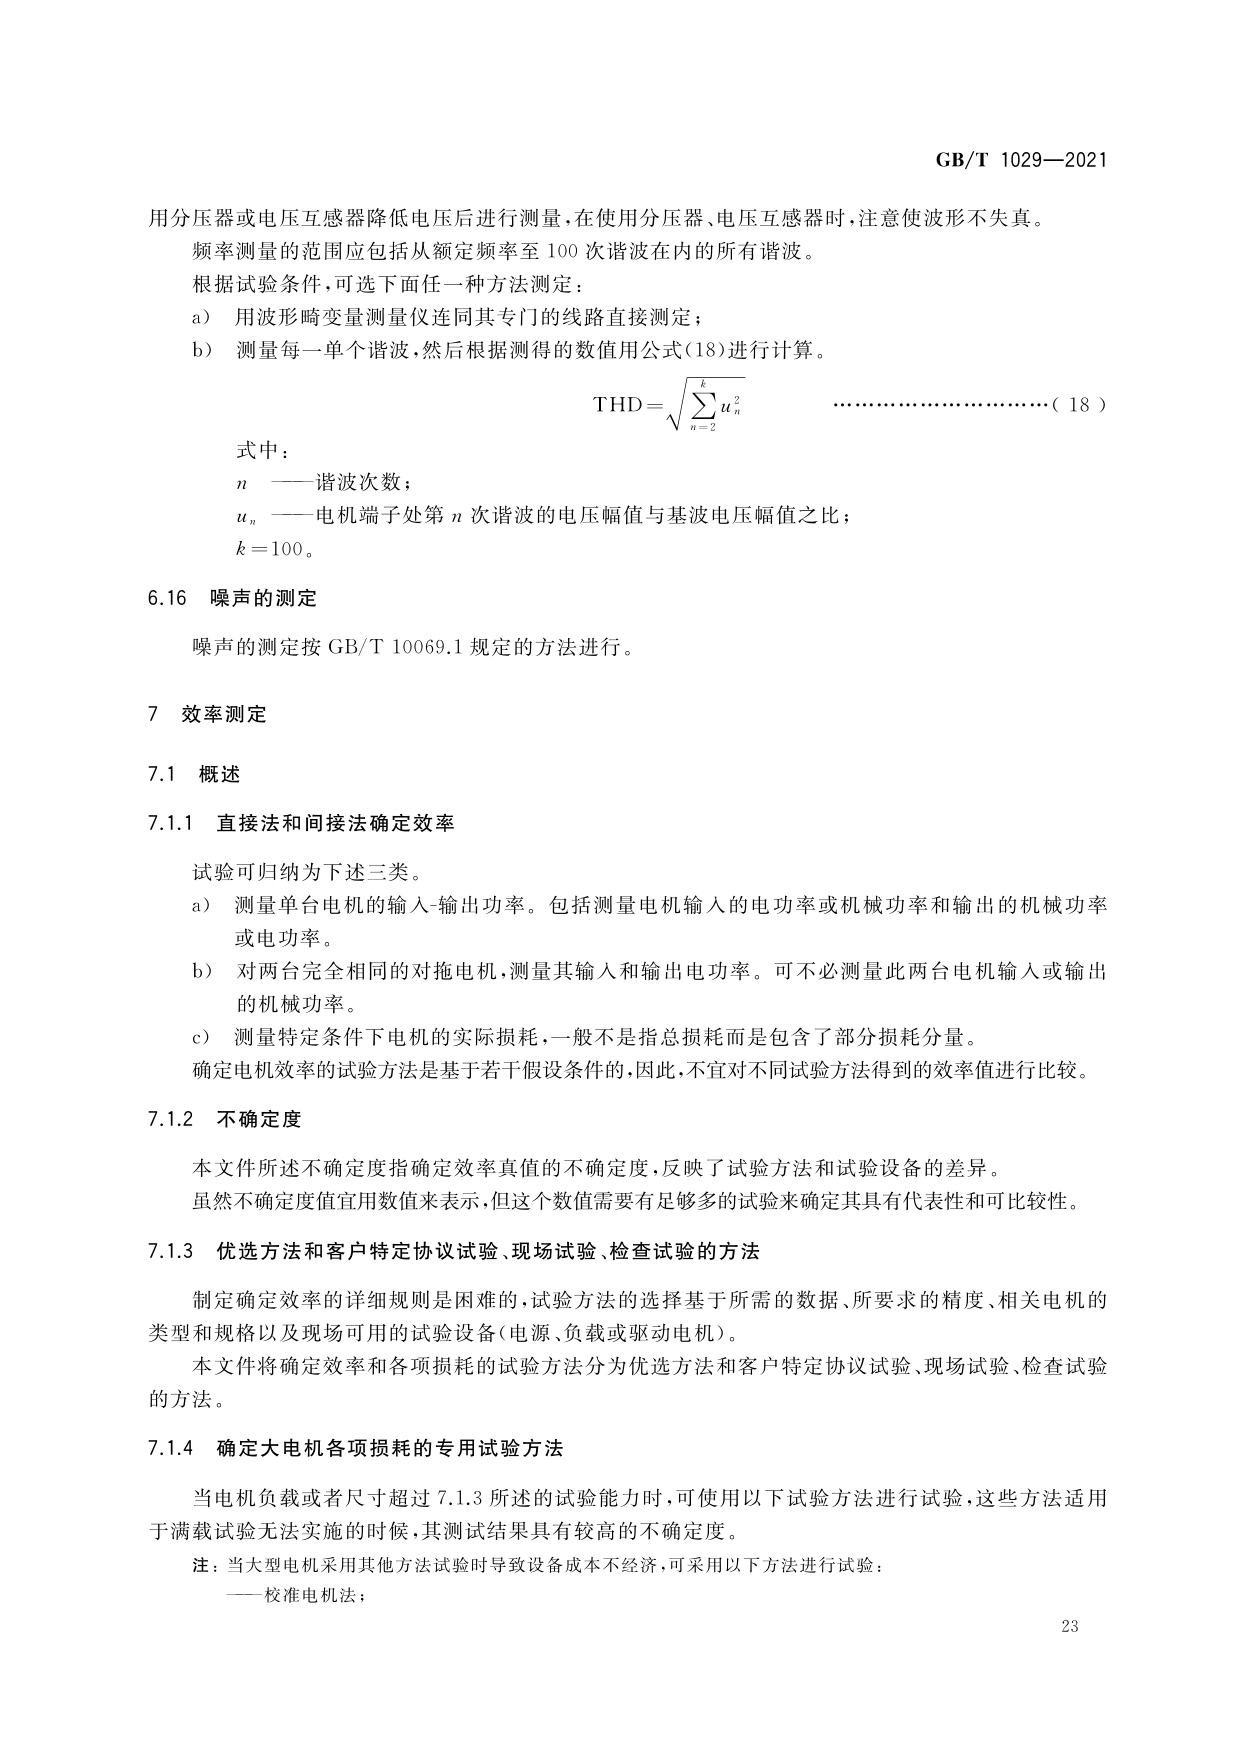 GB/T 1029—2021
用分压器或电压互感器降低电压后进行测量,在使用分压器、电压互感器时,注意使波形不失真。
频率测量的范围应包括从额定频率至 100 次谐波在内的所有谐波。
根据试验条件,可选下面任一种方法测定:
a) 用波形畸变量测量仪连同其专门的线路直接测定;
b) 测量每一单个谐波,然后根据测得的数值用公式(18)进行计算。
THD=√(∑_{n=2}^{k} u_n^2) …………………………( 18 )
式中:
n ——谐波次数;
u_n ——电机端子处第 n 次谐波的电压幅值与基波电压幅值之比;
k=100。
6.16 噪声的测定
噪声的测定按 GB/T 10069.1 规定的方法进行。
7 效率测定
7.1 概述
7.1.1 直接法和间接法确定效率
试验可归纳为下述三类。
a) 测量单台电机的输入-输出功率。包括测量电机输入的电功率或机械功率和输出的机械功率
或电功率。
b) 对两台完全相同的对拖电机,测量其输入和输出电功率。可不必测量此两台电机输入或输出
的机械功率。
c) 测量特定条件下电机的实际损耗,一般不是指总损耗而是包含了部分损耗分量。
确定电机效率的试验方法是基于若干假设条件的,因此,不宜对不同试验方法得到的效率值进行比较。
7.1.2 不确定度
本文件所述不确定度指确定效率真值的不确定度,反映了试验方法和试验设备的差异。
虽然不确定度值宜用数值来表示,但这个数值需要有足够多的试验来确定其具有代表性和可比较性。
7.1.3 优选方法和客户特定协议试验、现场试验、检查试验的方法
制定确定效率的详细规则是困难的,试验方法的选择基于所需的数据、所要求的精度、相关电机的
类型和规格以及现场可用的试验设备(电源、负载或驱动电机)。
本文件将确定效率和各项损耗的试验方法分为优选方法和客户特定协议试验、现场试验、检查试验
的方法。
7.1.4 确定大电机各项损耗的专用试验方法
当电机负载或者尺寸超过 7.1.3 所述的试验能力时,可使用以下试验方法进行试验,这些方法适用
于满载试验无法实施的时候,其测试结果具有较高的不确定度。
注:当大型电机采用其他方法试验时导致设备成本不经济,可采用以下方法进行试验:
——校准电机法;
23